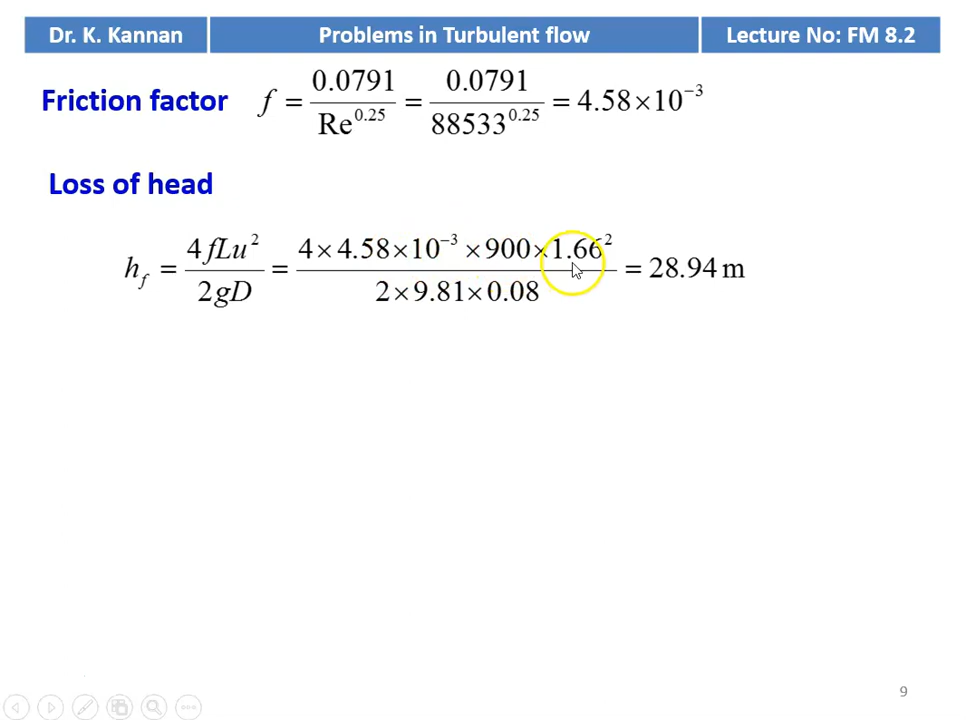 Dr. K. Kannan Problems in Turbulent flow Lecture No: FM 8.2
Friction factor f = 0.0791 / Re^0.25 = 0.0791 / 88533^0.25 = 4.58 × 10^−3
Loss of head
h_f = 4fLu^2 / 2gD = 4 × 4.58 × 10^−3 × 900 × 1.66^2 / 2 × 9.81 × 0.08 = 28.94 m
9